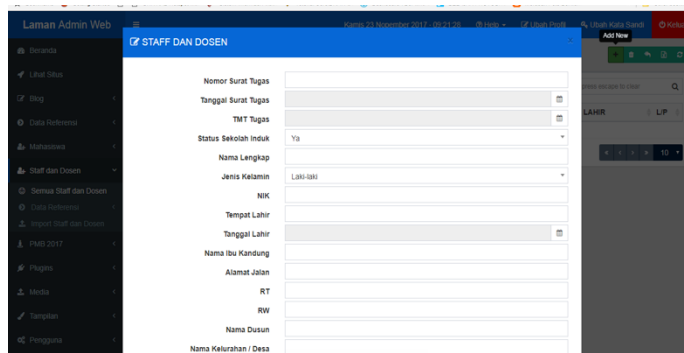 Laman Admin Web
Kamis 23 Nopember 2017 - 09:21:26
Help
Ubah Profil
Ubah Kata Sandi
Add New
STAFF DAN DOSEN
Beranda
Lihat Situs
Blog
Data Referensi
Mahasiswa
Staff dan Dosen
Semua Staff dan Dosen
Data Referensi
Import Staff dan Dosen
PMB 2017
Plugins
Media
Tampilan
Pengguna
Nomor Surat Tugas
Tanggal Surat Tugas
TMT Tugas
Status Sekolah Induk
Ya
Nama Lengkap
Jenis Kelamin
Laki-laki
NIK
Tempat Lahir
Tanggal Lahir
Nama Ibu Kandung
Alamat Jalan
RT
RW
Nama Dusun
Nama Kelurahan / Desa
LAHIR
L/P
10